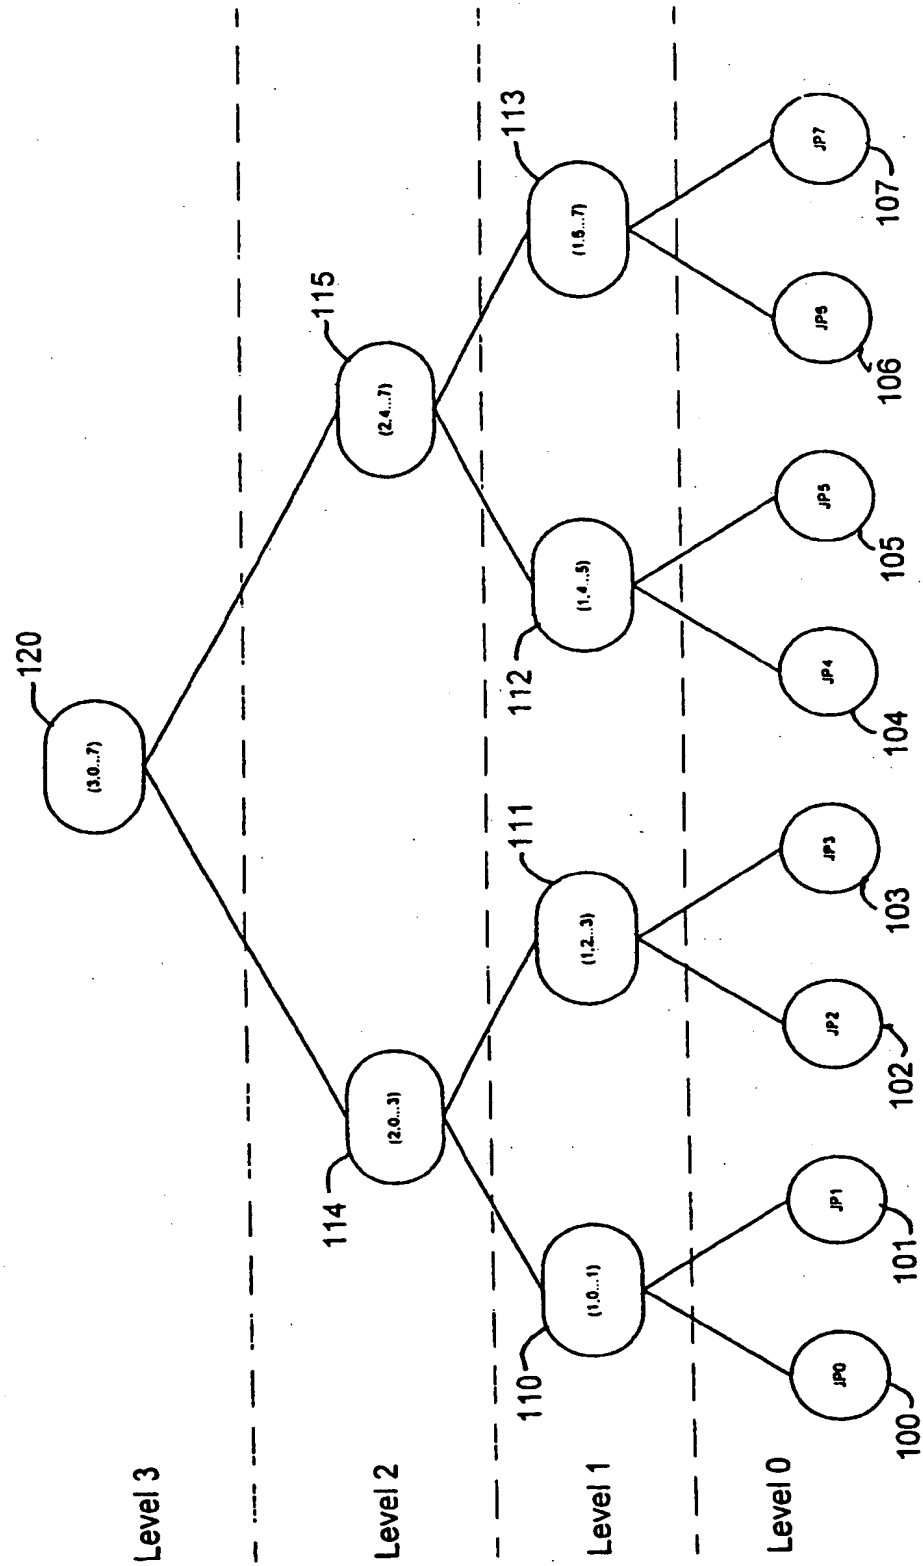 Level 3
120
(3,0...7)
Level 2
114
(2,0...3)
115
(2,4...7)
Level 1
110
(1,0...1)
111
(1,2...3)
112
(1,4...5)
113
(1,6...7)
Level 0
JP0
JP1
JP2
JP3
JP4
JP5
JP6
JP7
100
101
102
103
104
105
106
107